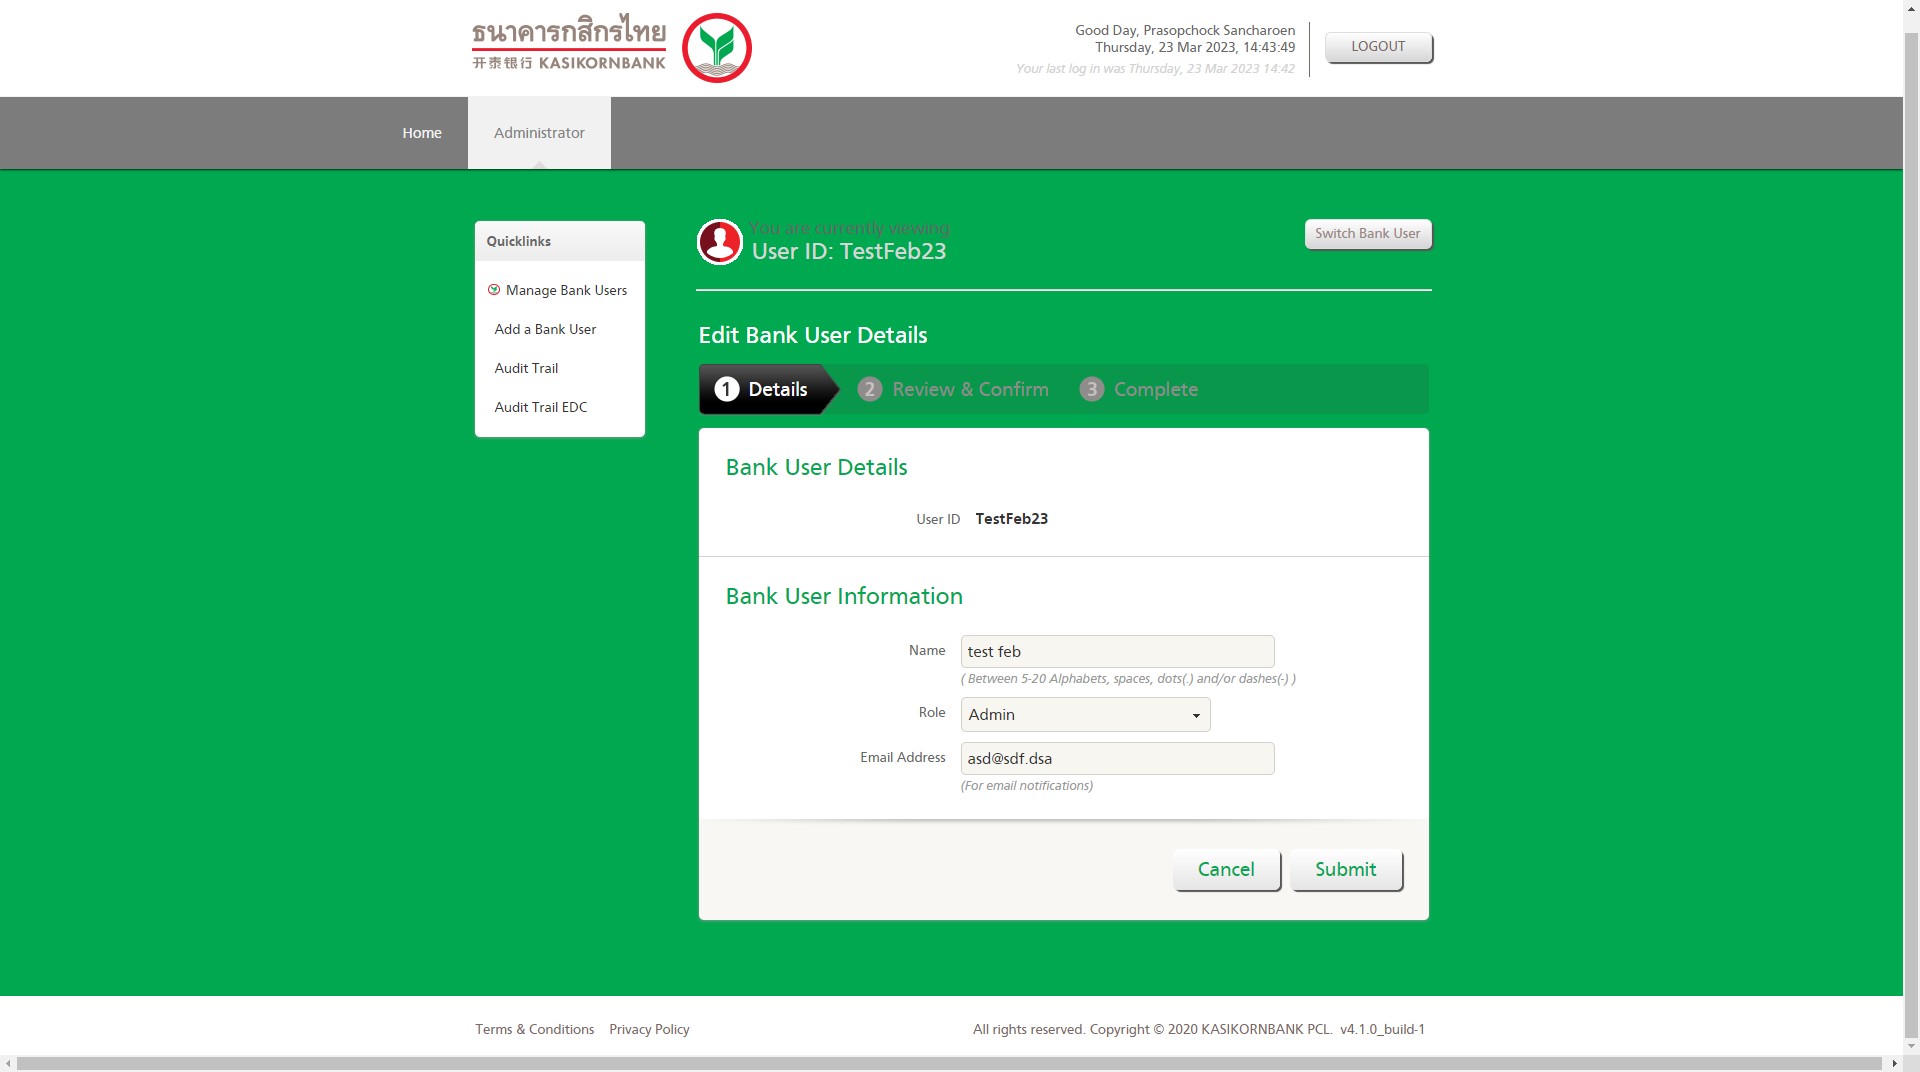 ธนาคารกสิกรไทย
开泰银行 KASIKORNBANK
Good Day, Prasopchock Sancharoen
Thursday, 23 Mar 2023, 14:43:49
Your last log in was Thursday, 23 Mar 2023 14:42
LOGOUT
Home
Administrator
Quicklinks
Manage Bank Users
Add a Bank User
Audit Trail
Audit Trail EDC
You are currently viewing
User ID: TestFeb23
Switch Bank User
Edit Bank User Details
1 Details
2 Review & Confirm
3 Complete
Bank User Details
User ID TestFeb23
Bank User Information
Name test feb
( Between 5-20 Alphabets, spaces, dots(.) and/or dashes(-) )
Role Admin
Email Address asd@sdf.dsa
(For email notifications)
Cancel
Submit
Terms & Conditions Privacy Policy
All rights reserved. Copyright © 2020 KASIKORNBANK PCL. v4.1.0_build-1